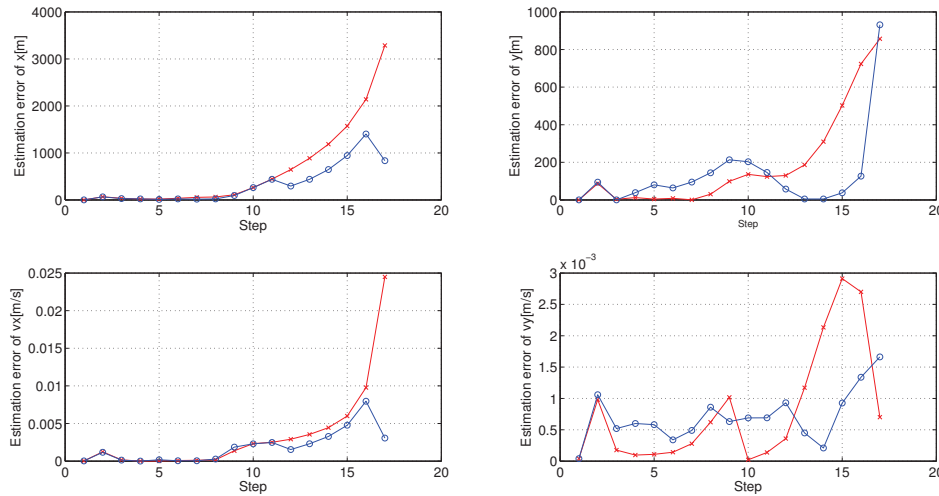 Estimation error of x[m]
4000
3000
2000
1000
0
0 5 10 15 20
Step
Estimation error of y[m]
1000
800
600
400
200
0
0 5 10 15 20
Step
Estimation error of vx[m/s]
0.025
0.02
0.015
0.01
0.005
0
0 5 10 15 20
Step
Estimation error of vy[m/s]
x 10⁻³
3
2.5
2
1.5
1
0.5
0
0 5 10 15 20
Step